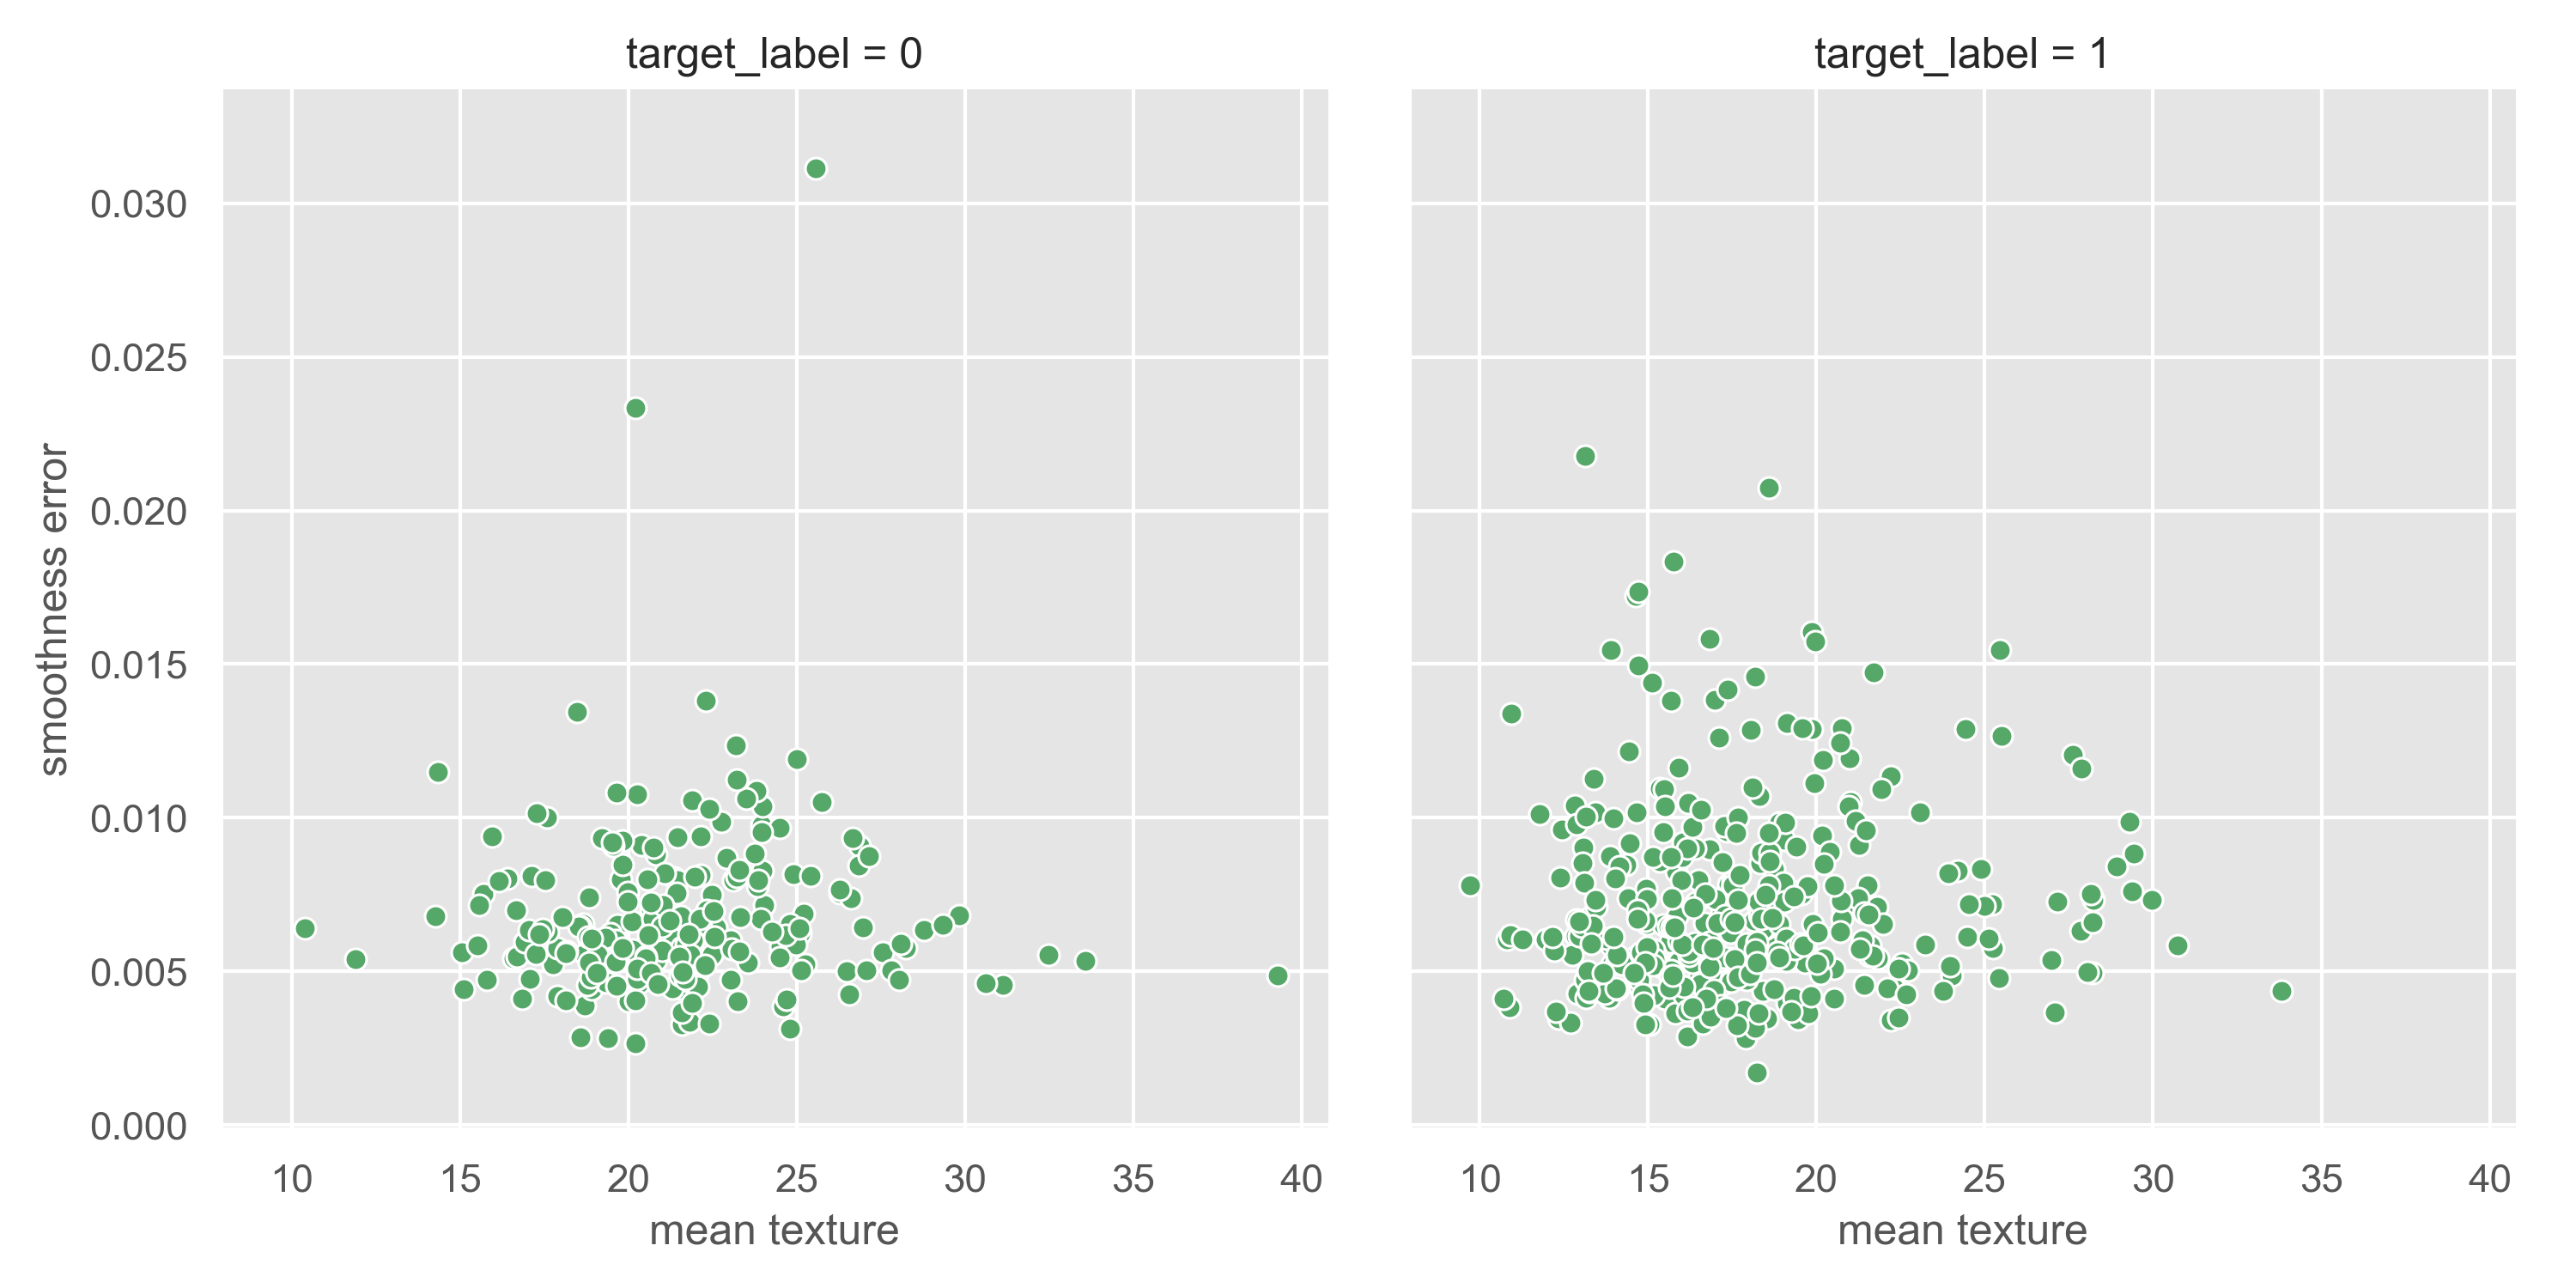 target_label = 0
target_label = 1
smoothness error
0.030
0.025
0.020
0.015
0.010
0.005
0.000
10 15 20 25 30 35 40
10 15 20 25 30 35 40
mean texture
mean texture